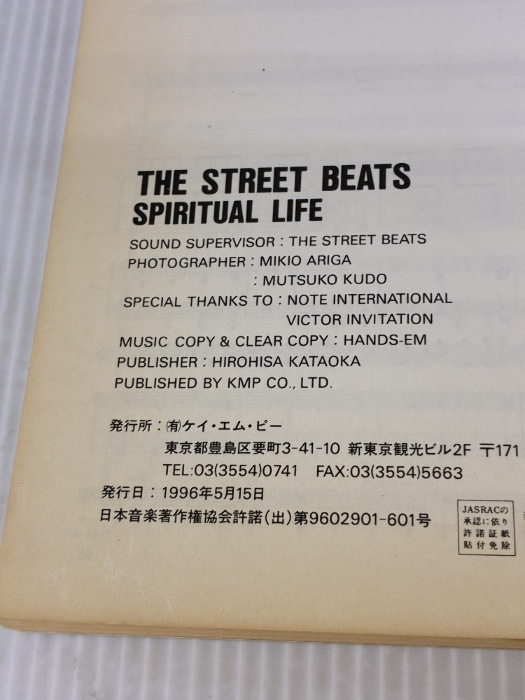 THE STREET BEATS
SPIRITUAL LIFE
SOUND SUPERVISOR : THE STREET BEATS
PHOTOGRAPHER : MIKIO ARIGA
: MUTSUKO KUDO
SPECIAL THANKS TO : NOTE INTERNATIONAL
VICTOR INVITATION
MUSIC COPY & CLEAR COPY : HANDS-EM
PUBLISHER : HIROHISA KATAOKA
PUBLISHED BY KMP CO., LTD.
発行所 : ㈲ケイ・エム・ピー
東京都豊島区要町3-41-10 新東京観光ビル2F 〒171
TEL:03(3554)0741 FAX:03(3554)5663
発行日 : 1996年5月15日
日本音楽著作権協会許諾(出)第9602901-601号
JASRACの
承認に依り
許諾証紙
貼付免除